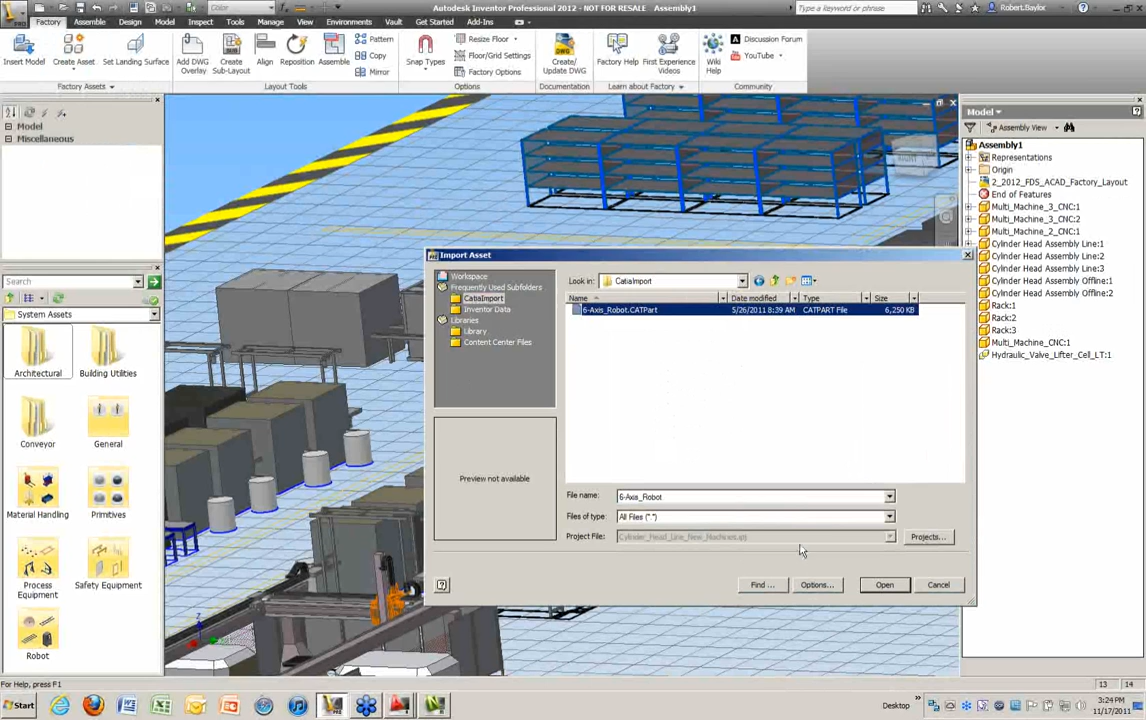 PRO
Color
Autodesk Inventor Professional 2012 - NOT FOR RESALE Assembly1
Type a keyword or phrase
Robert.Baylor
Factory Assemble Design Model Inspect Tools Manage View Environments Vault Get Started Add-Ins
Insert Model
Create Asset
Set Landing Surface
Add DWG Overlay
Create Sub-Layout
Align
Reposition
Assemble
Pattern
Copy
Mirror
Snap Types
Resize Floor
Floor/Grid Settings
Factory Options
DWG
Create/ Update DWG
Factory Help
First Experience Videos
Wiki Help
Discussion Forum
YouTube
Factory Assets
Layout Tools
Options
Documentation
Learn about Factory
Community
Model
Miscellaneous
Search
System Assets
Architectural
Building Utilities
Conveyor
General
Material Handling
Primitives
Process Equipment
Safety Equipment
Robot
RIGHT
Import Asset
Workspace
Frequently Used Subfolders
CatiaImport
Inventor Data
Libraries
Library
Content Center Files
Preview not available
Look in: CatiaImport
Name Date modified Type Size
6-Axis_Robot.CATPart 5/26/2011 8:39 AM CATPART File 6,250 KB
File name: 6-Axis_Robot
Files of type: All Files (*.*)
Project File: Cylinder_Head_Line_New_Machines.ipj
Projects...
Find ...
Options...
Open
Cancel
Model
Assembly View
Assembly1
Representations
Origin
2_2012_FDS_ACAD_Factory_Layout
End of Features
Multi_Machine_3_CNC:1
Multi_Machine_3_CNC:2
Multi_Machine_2_CNC:1
Cylinder Head Assembly Line:1
Cylinder Head Assembly Line:2
Cylinder Head Assembly Line:3
Cylinder Head Assembly Offline:1
Cylinder Head Assembly Offline:2
Rack:1
Rack:2
Rack:3
Multi_Machine_CNC:1
Hydraulic_Valve_Lifter_Cell_LT:1
For Help, press F1
13 14
Start
Desktop
3:24 PM
11/17/2011